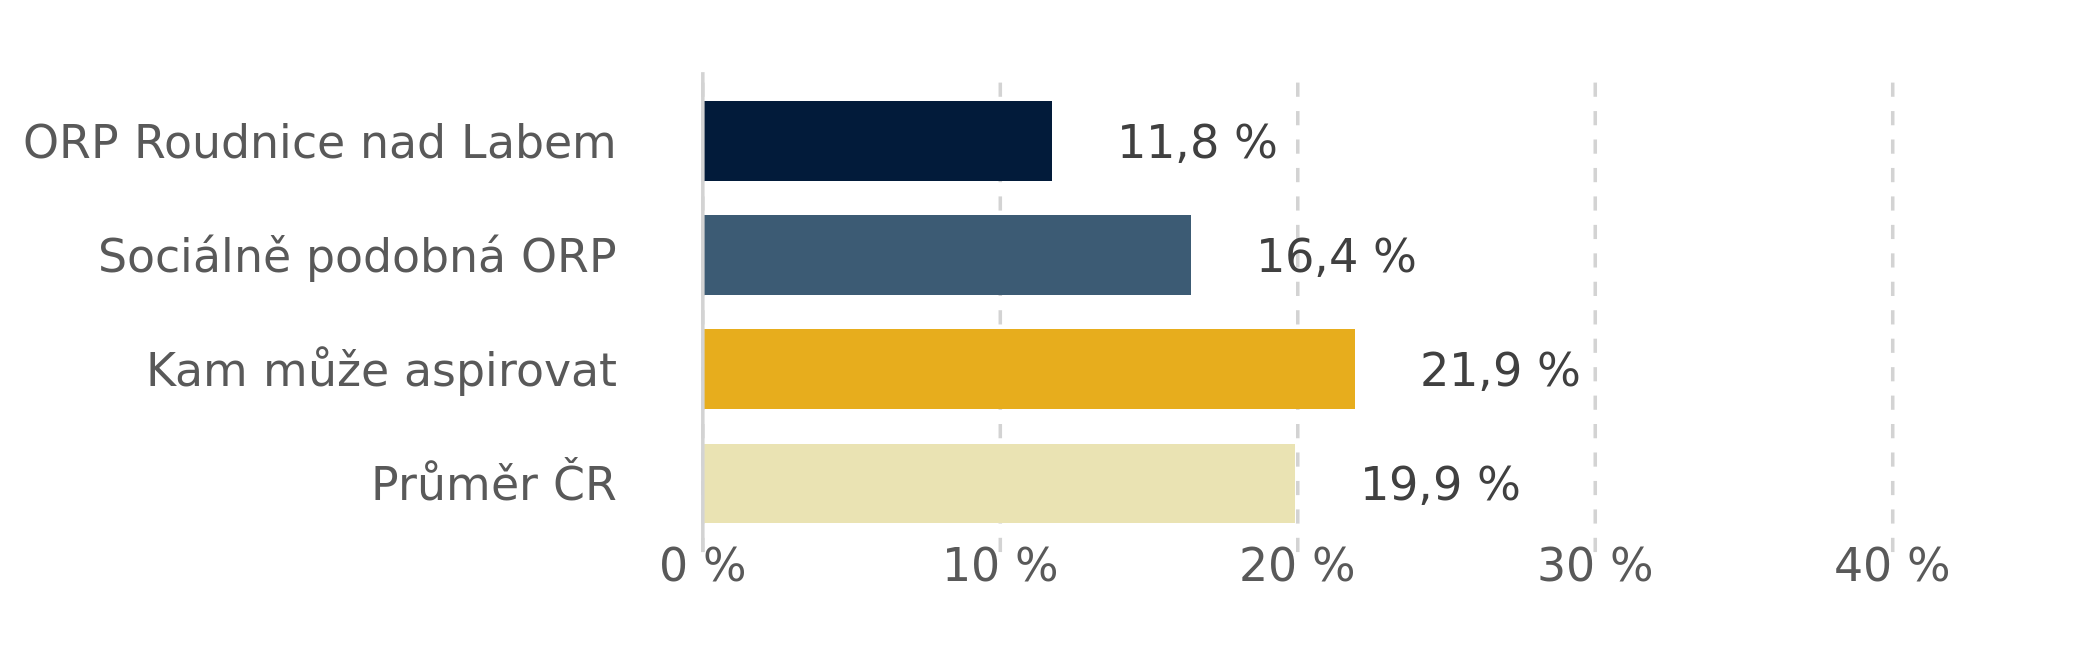 ORP Roudnice nad Labem 11,8 %
Sociálně podobná ORP 16,4 %
Kam může aspirovat 21,9 %
Průměr ČR 19,9 %
0 % 10 % 20 % 30 % 40 %